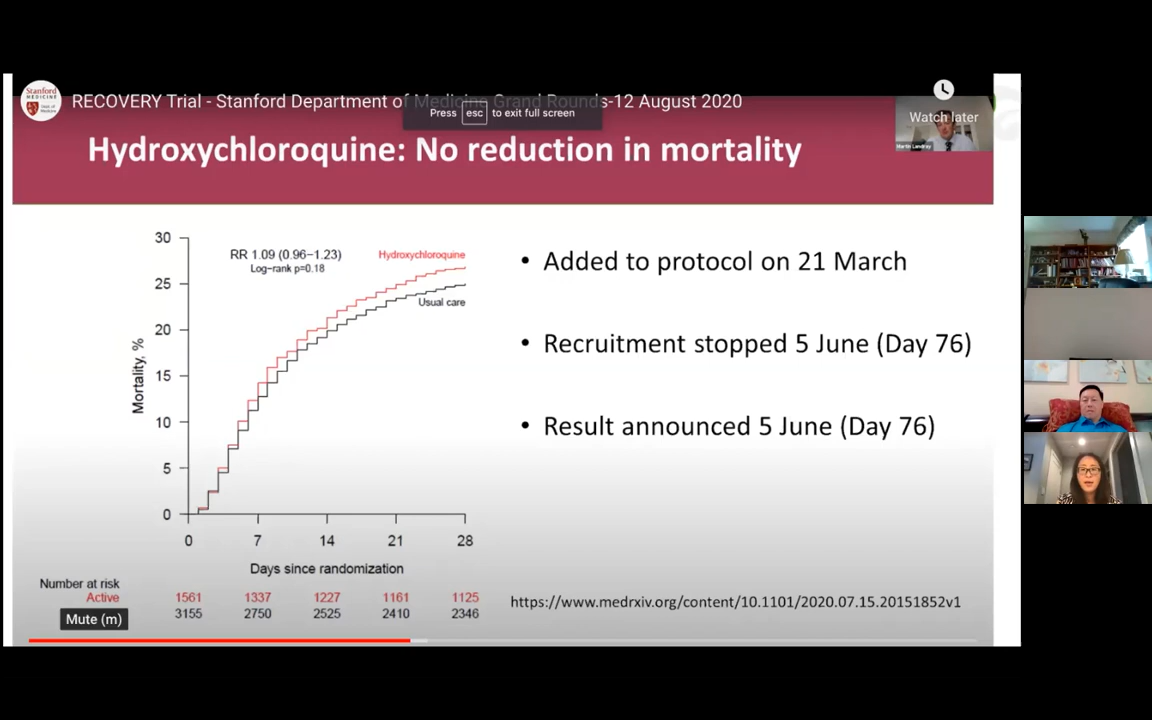 Stanford
MEDICINE
RECOVERY Trial - Stanford Department of Medicine Grand Rounds-12 August 2020
Press esc to exit full screen
Watch later
Martin Landray
Hydroxychloroquine: No reduction in mortality
30
25
20
15
10
5
0
Mortality, %
RR 1.09 (0.96–1.23)
Log-rank p=0.18
Hydroxychloroquine
Usual care
0 7 14 21 28
Days since randomization
Number at risk
Active 1561 1337 1227 1161 1125
3155 2750 2525 2410 2346
Mute (m)
• Added to protocol on 21 March
• Recruitment stopped 5 June (Day 76)
• Result announced 5 June (Day 76)
https://www.medrxiv.org/content/10.1101/2020.07.15.20151852v1